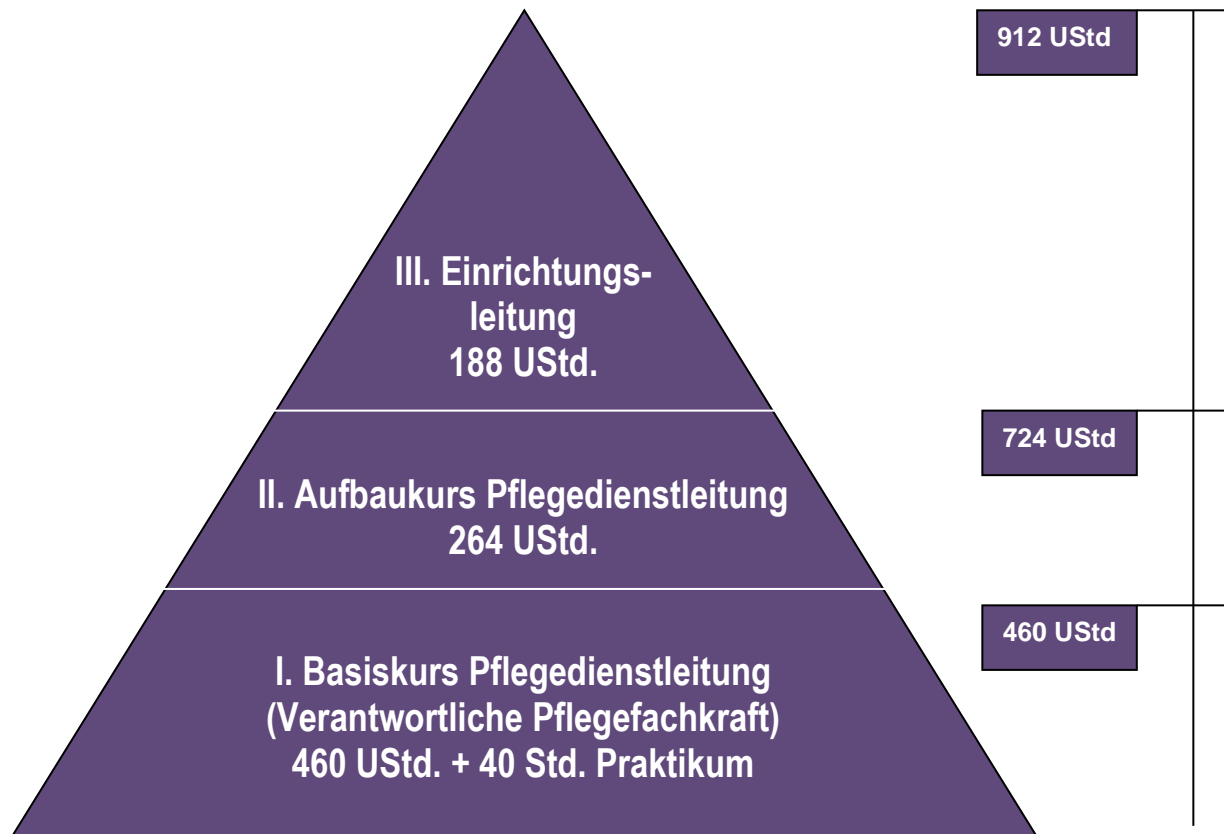 912 UStd
III. Einrichtungs-
leitung
188 UStd.
724 UStd
II. Aufbaukurs Pflegedienstleitung
264 UStd.
460 UStd
I. Basiskurs Pflegedienstleitung
(Verantwortliche Pflegefachkraft)
460 UStd. + 40 Std. Praktikum